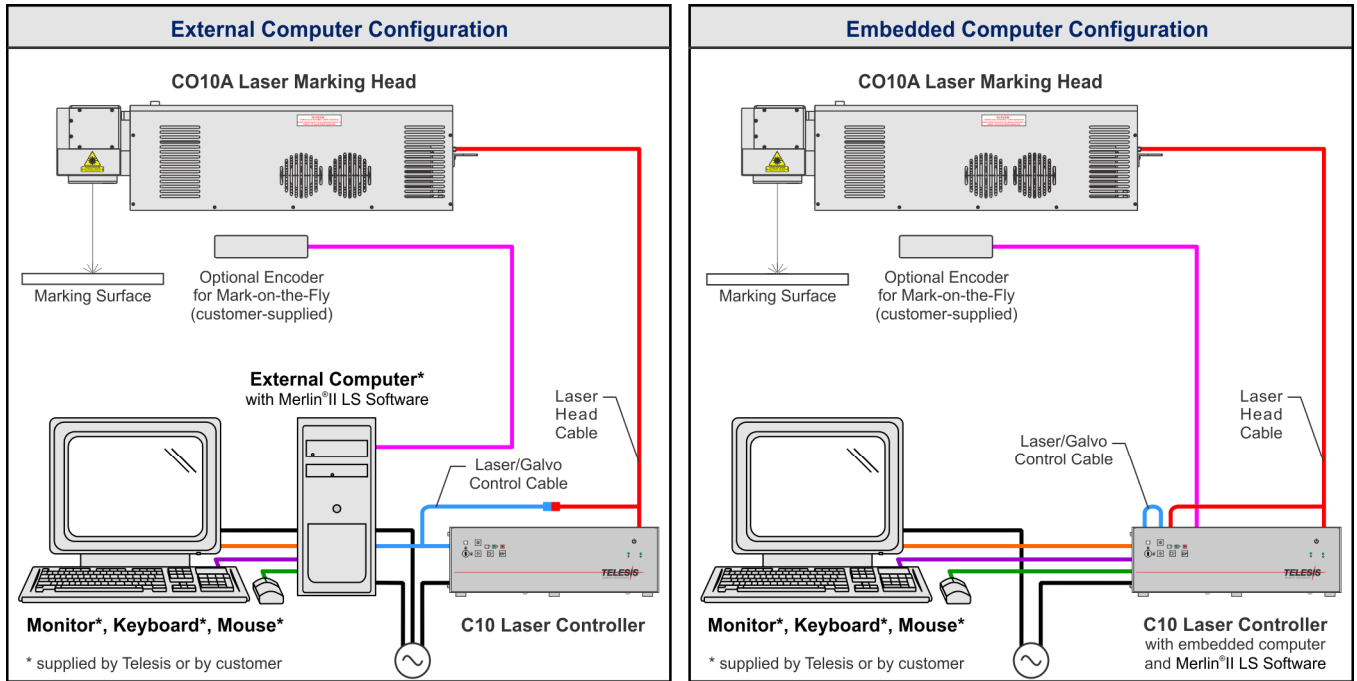 External Computer Configuration
CO10A Laser Marking Head
Marking Surface
Optional Encoder
for Mark-on-the-Fly
(customer-supplied)
External Computer*
with Merlin®II LS Software
Laser
Head
Cable
Laser/Galvo
Control Cable
TELESIS
Monitor*, Keyboard*, Mouse*
C10 Laser Controller
* supplied by Telesis or by customer
Embedded Computer Configuration
CO10A Laser Marking Head
Marking Surface
Optional Encoder
for Mark-on-the-Fly
(customer-supplied)
Laser
Head
Cable
Laser/Galvo
Control Cable
TELESIS
Monitor*, Keyboard*, Mouse*
C10 Laser Controller
with embedded computer
and Merlin®II LS Software
* supplied by Telesis or by customer